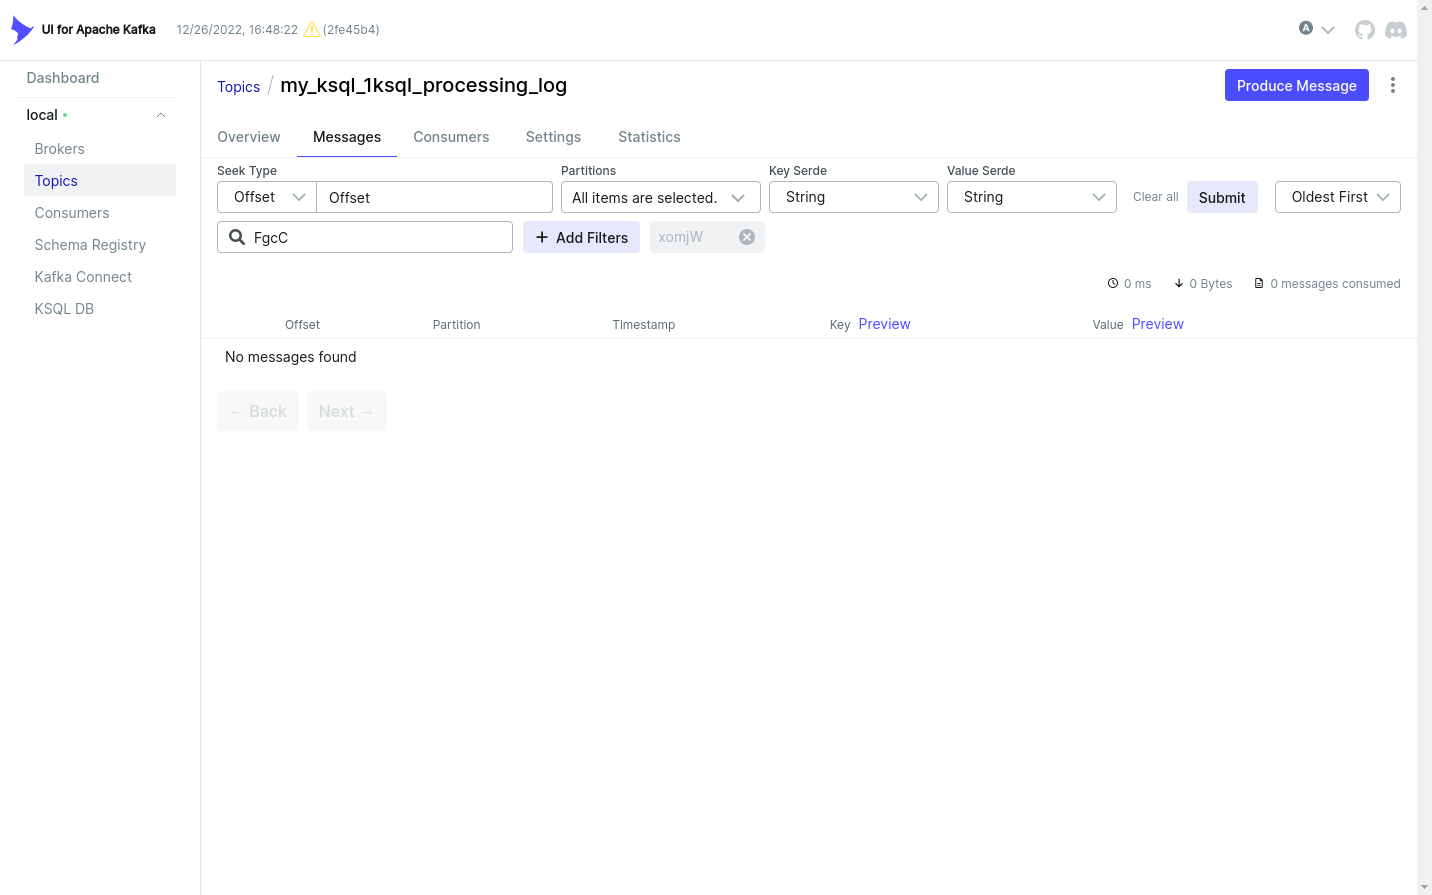 UI for Apache Kafka 12/26/2022, 16:48:22 (2fe45b4) A
Dashboard
local
Brokers
Topics
Consumers
Schema Registry
Kafka Connect
KSQL DB
Topics / my_ksql_1ksql_processing_log Produce Message
Overview Messages Consumers Settings Statistics
Seek Type Partitions Key Serde Value Serde
Offset Offset All items are selected. String String Clear all Submit Oldest First
FgcC + Add Filters xomjW
0 ms 0 Bytes 0 messages consumed
Offset Partition Timestamp Key Preview Value Preview
No messages found
← Back Next →